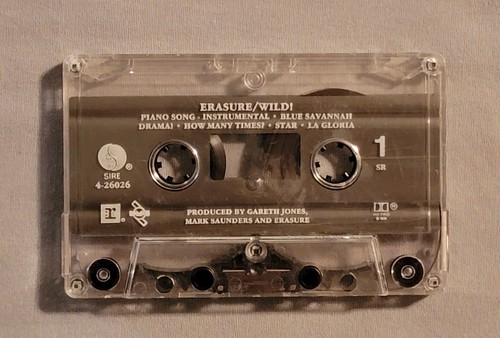 ERASURE/WILD!
PIANO SONG - INSTRUMENTAL • BLUE SAVANNAH
DRAMA! • HOW MANY TIMES? • STAR • LA GLORIA
1
SR
SIRE
4-26026
PRODUCED BY GARETH JONES,
MARK SAUNDERS AND ERASURE